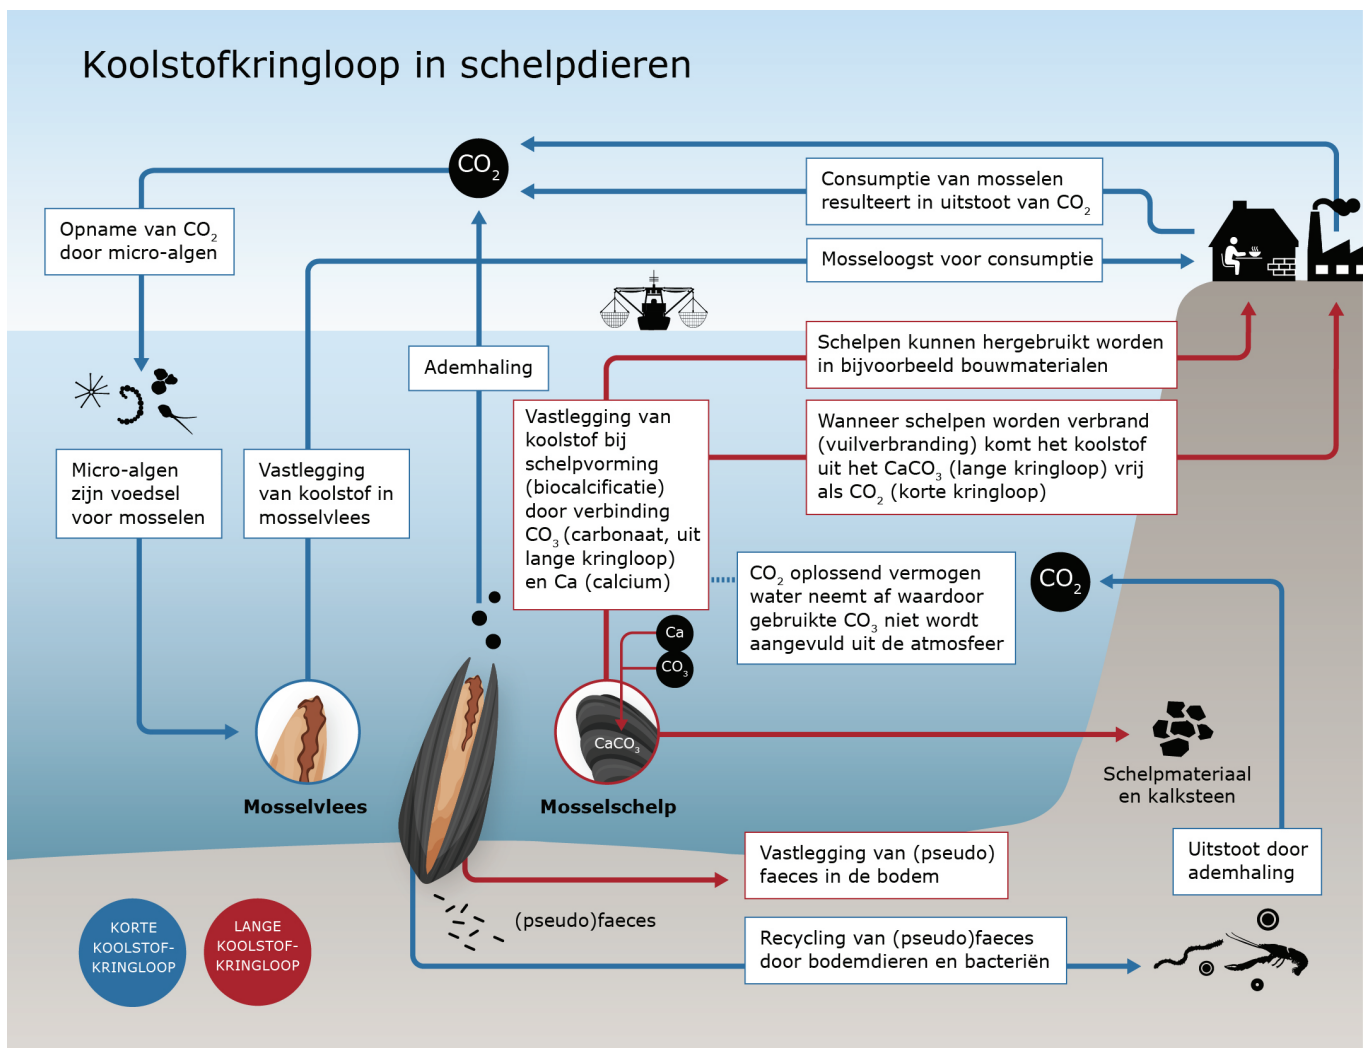 Koolstofkringloop in schelpdieren
CO2
Opname van CO2
door micro-algen
Consumptie van mosselen
resulteert in uitstoot van CO2
Mosseloogst voor consumptie
Ademhaling
Schelpen kunnen hergebruikt worden
in bijvoorbeeld bouwmaterialen
Micro-algen
zijn voedsel
voor mosselen
Vastlegging
van koolstof in
mosselvlees
Vastlegging van
koolstof bij
schelpvorming
(biocalcificatie)
door verbinding
CO3 (carbonaat, uit
lange kringloop)
en Ca (calcium)
Wanneer schelpen worden verbrand
(vuilverbranding) komt het koolstof
uit het CaCO3 (lange kringloop) vrij
als CO2 (korte kringloop)
CO2 oplossend vermogen
water neemt af waardoor
gebruikte CO3 niet wordt
aangevuld uit de atmosfeer
CO2
Ca
CO3
CaCO3
Mosselvlees
Mosselschelp
Schelpmateriaal
en kalksteen
Vastlegging van (pseudo)
faeces in de bodem
Uitstoot door
ademhaling
(pseudo)faeces
Recycling van (pseudo)faeces
door bodemdieren en bacteriën
KORTE
KOOLSTOF-
KRINGLOOP
LANGE
KOOLSTOF-
KRINGLOOP